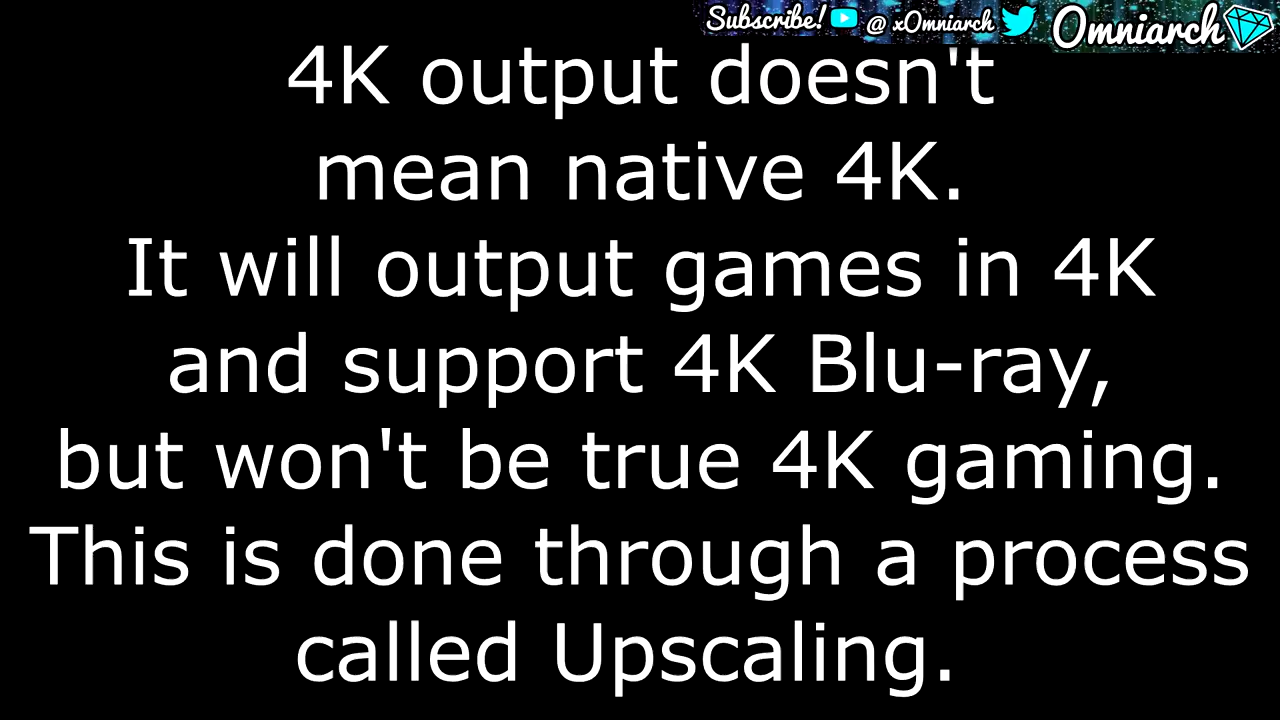 Subscribe! @ xOmniarch Omniarch
4K output doesn't
mean native 4K.
It will output games in 4K
and support 4K Blu-ray,
but won't be true 4K gaming.
This is done through a process
called Upscaling.